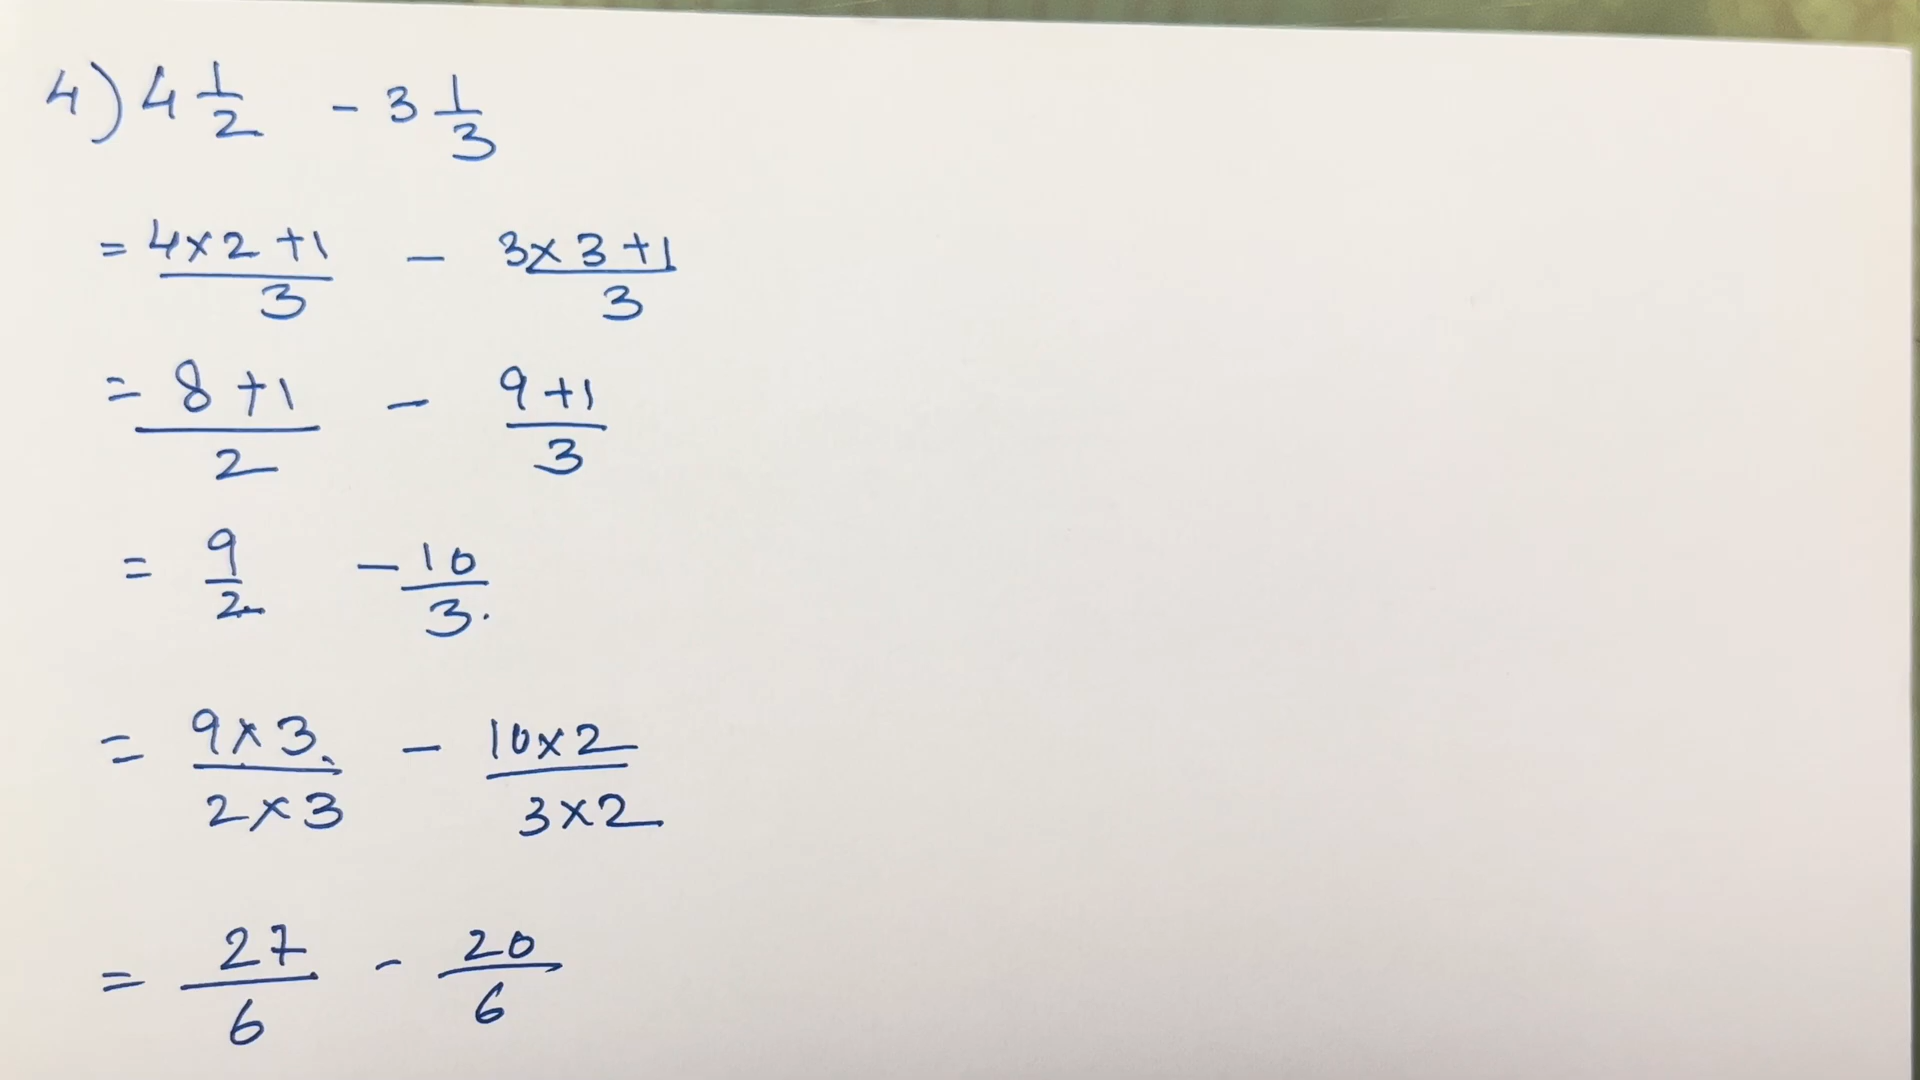 4) 4 1/2 - 3 1/3
= (4×2+1)/3 - (3×3+1)/3
= (8+1)/2 - (9+1)/3
= 9/2 - 10/3.
= (9×3)/(2×3) - (10×2)/(3×2)
= 27/6 - 20/6